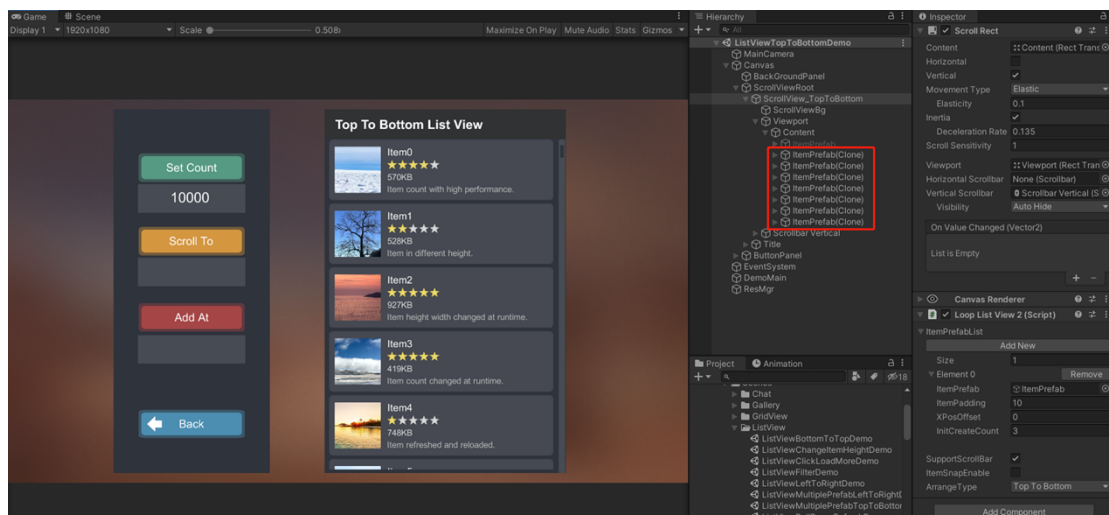 Game
Scene
Display 1
1920x1080
Scale
0.508
Maximize On Play
Mute Audio
Stats
Gizmos
Set Count
10000
Scroll To
Add At
Back
Top To Bottom List View
Item0
570KB
Item count with high performance.
Item1
528KB
Item in different height.
Item2
927KB
Item height width changed at runtime.
Item3
419KB
Item count changed at runtime.
Item4
748KB
Item refreshed and reloaded.
Hierarchy
All
ListViewTopToBottomDemo
MainCamera
Canvas
BackGroundPanel
ScrollViewRoot
ScrollView_TopToBottom
ScrollViewBg
Viewport
Content
ItemPrefab
ItemPrefab(Clone)
ItemPrefab(Clone)
ItemPrefab(Clone)
ItemPrefab(Clone)
ItemPrefab(Clone)
ItemPrefab(Clone)
ItemPrefab(Clone)
Scrollbar Vertical
Title
ButtonPanel
EventSystem
DemoMain
ResMgr
Project
Animation
18
Chat
Gallery
GridView
ListView
ListViewBottomToTopDemo
ListViewChangeItemHeightDemo
ListViewClickLoadMoreDemo
ListViewFilterDemo
ListViewLeftToRightDemo
ListViewMultiplePrefabLeftToRight
ListViewMultiplePrefabTopToBottor
Inspector
Scroll Rect
Content
Content (Rect Trans
Horizontal
Vertical
Movement Type
Elastic
Elasticity
0.1
Inertia
Deceleration Rate
0.135
Scroll Sensitivity
1
Viewport
Viewport (Rect Tran
Horizontal Scrollbar
None (Scrollbar)
Vertical Scrollbar
Scrollbar Vertical (S
Visibility
Auto Hide
On Value Changed (Vector2)
List is Empty
Canvas Renderer
Loop List View 2 (Script)
ItemPrefabList
Add New
Size
1
Element 0
Remove
ItemPrefab
ItemPrefab
ItemPadding
10
XPosOffset
0
InitCreateCount
3
SupportScrollBar
ItemSnapEnable
ArrangeType
Top To Bottom
Add Component